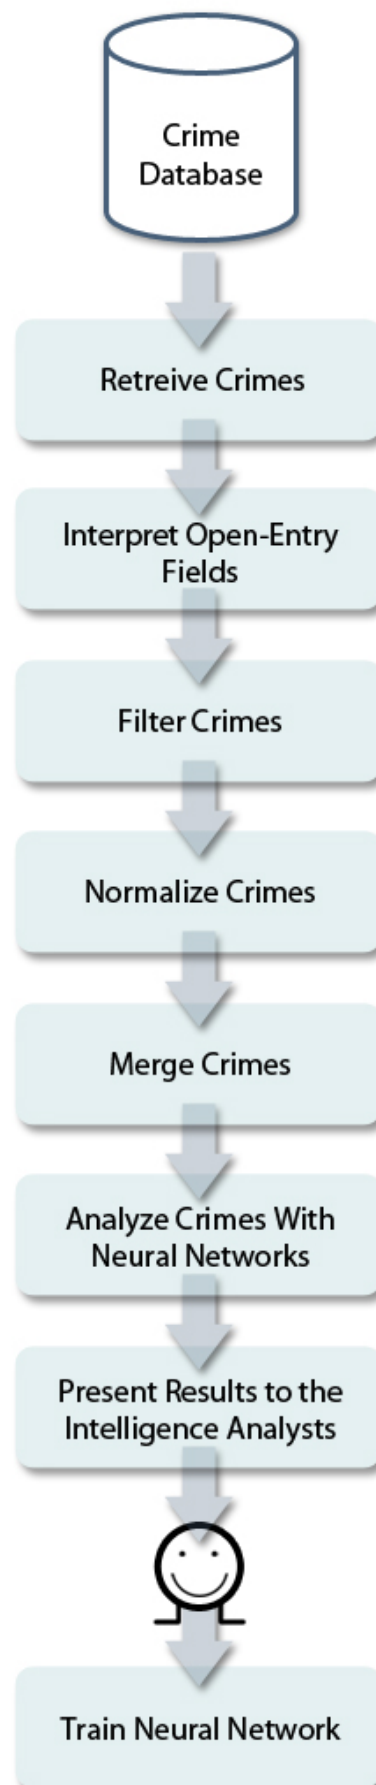 Crime
Database
Retreive Crimes
Interpret Open-Entry
Fields
Filter Crimes
Normalize Crimes
Merge Crimes
Analyze Crimes With
Neural Networks
Present Results to the
Intelligence Analysts
Train Neural Network